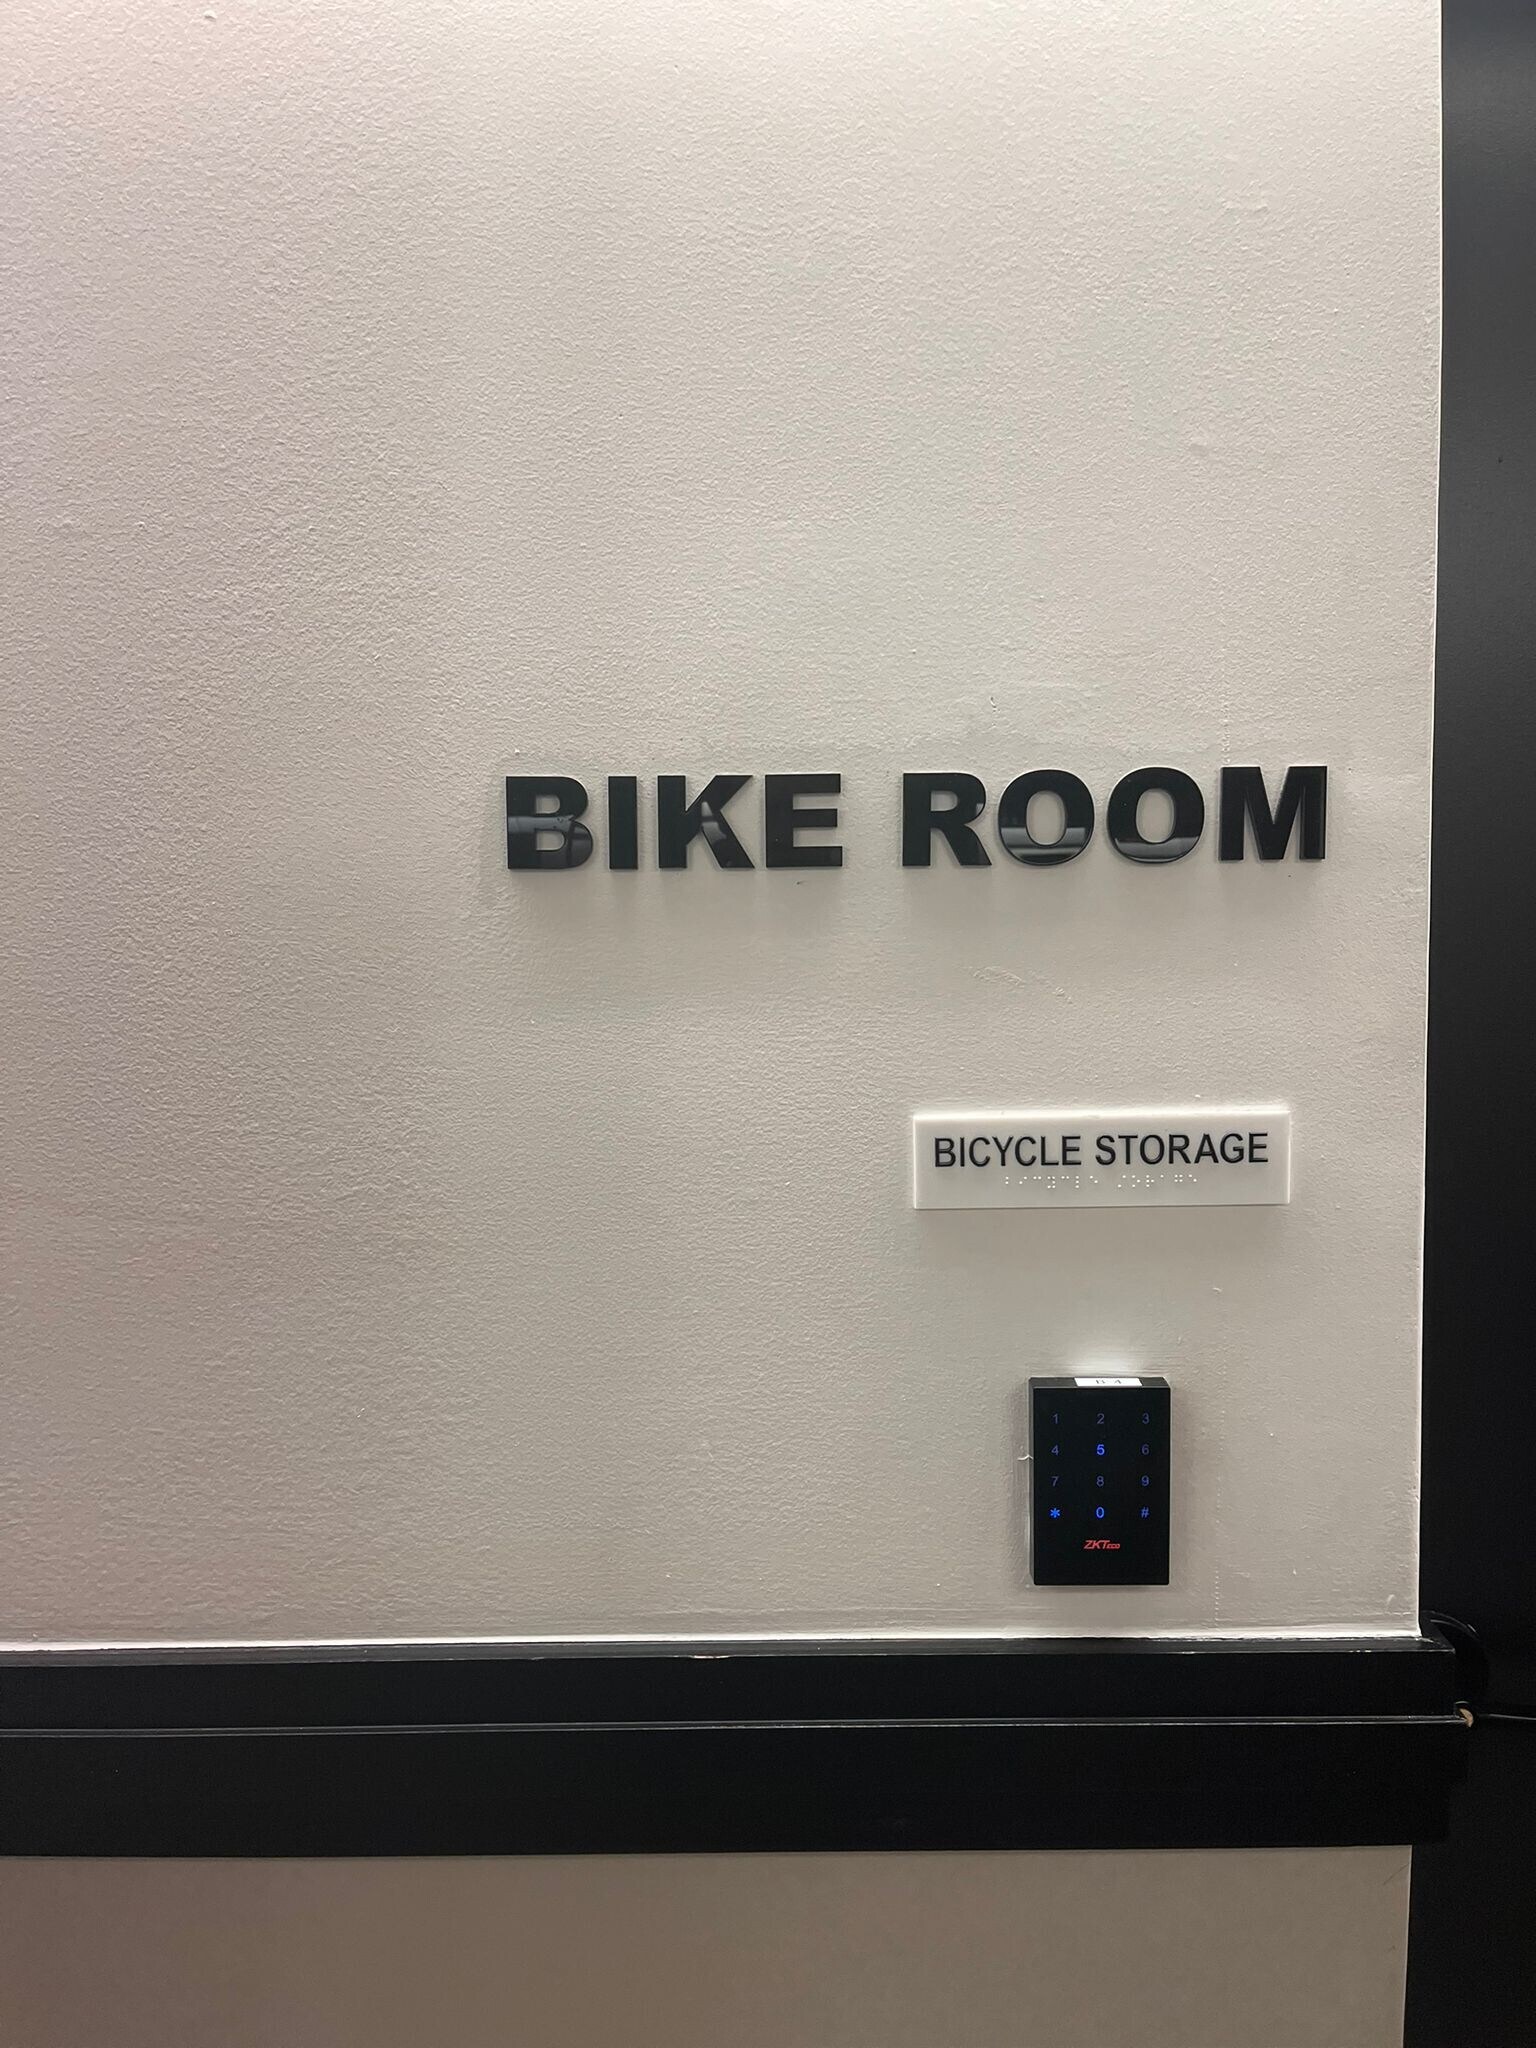 BIKE ROOM
BICYCLE STORAGE
1 2 3
4 5 6
7 8 9
* 0 #
ZKTeco